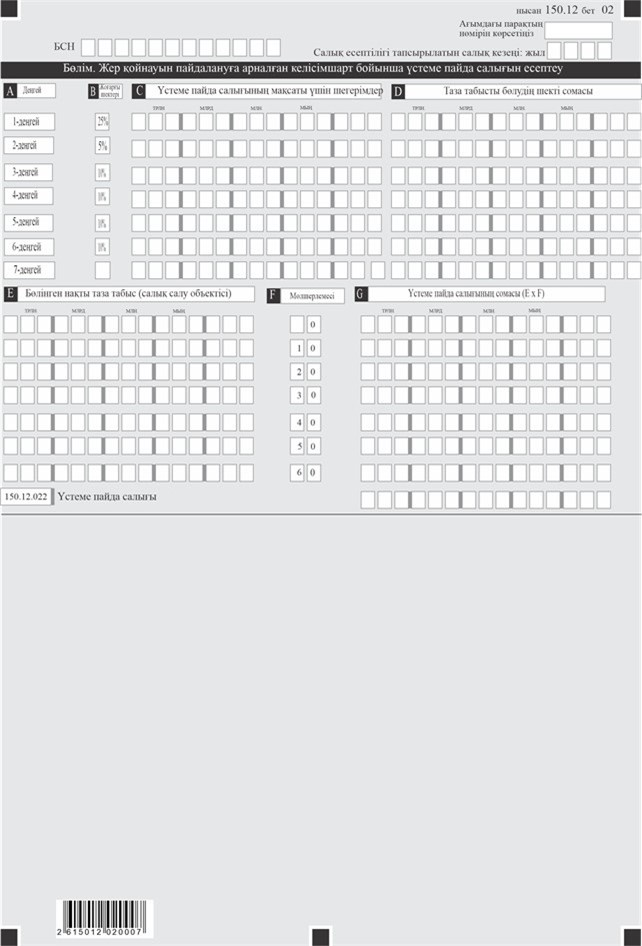 нысан 150.12 бет 02
Ағымдағы парақтың
нөмірін көрсетіңіз
БСН
Салық есептілігі тапсырылатын салық кезеңі: жыл
Бөлім. Жер қойнауын пайдалануға арналған келісімшарт бойынша үстеме пайда салығын есептеу
A Деңгей B Жоғарғы шектері C Үстеме пайда салығының мақсаты үшін шегерімдер D Таза табысты бөлудің шекті сомасы
ТРЛН МЛРД МЛН МЫҢ ТРЛН МЛРД МЛН МЫҢ
1-деңгей 25%
2-деңгей 5%
3-деңгей 10%
4-деңгей 10%
5-деңгей 10%
6-деңгей 10%
7-деңгей
E Бөлінген нақты таза табыс (салық салу объектісі) F Мөлшерлемесі G Үстеме пайда салығының сомасы (E x F)
ТРЛН МЛРД МЛН МЫҢ ТРЛН МЛРД МЛН МЫҢ
0
1 0
2 0
3 0
4 0
5 0
6 0
150.12.022 Үстеме пайда салығы
2 615012 020007